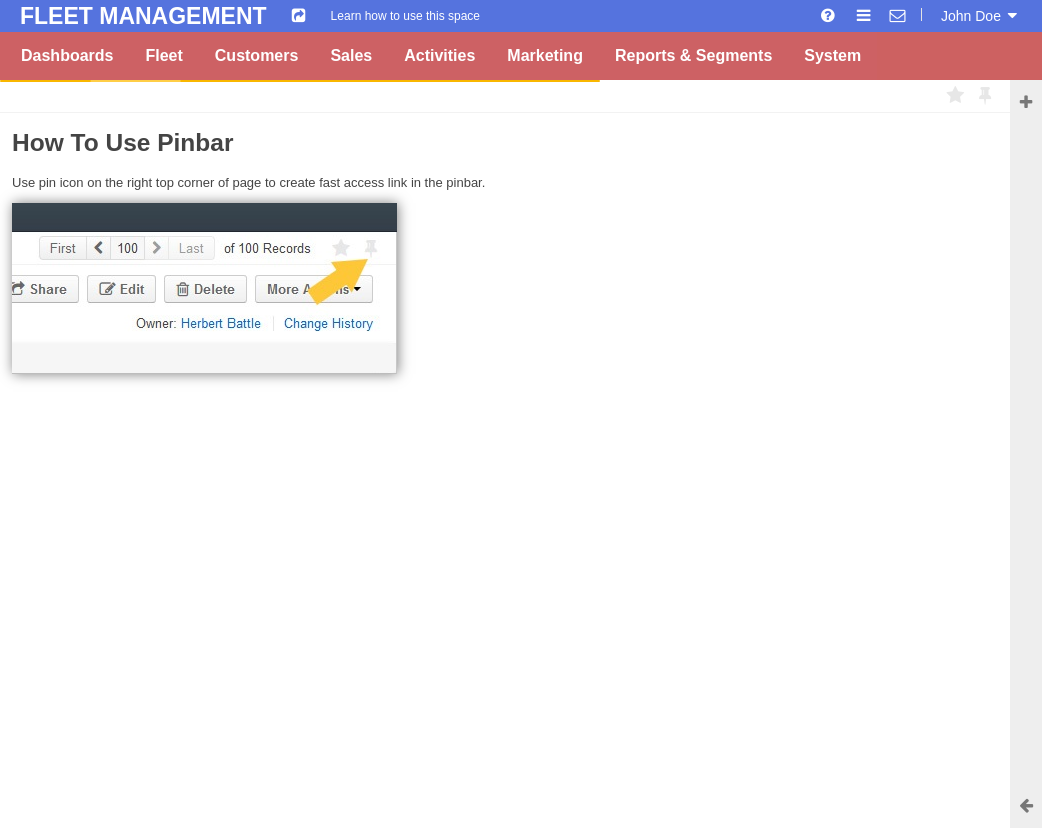 FLEET MANAGEMENT Learn how to use this space John Doe
Dashboards Fleet Customers Sales Activities Marketing Reports & Segments System
How To Use Pinbar
Use pin icon on the right top corner of page to create fast access link in the pinbar.
First 100 Last of 100 Records
Share Edit Delete More
Owner: Herbert Battle Change History